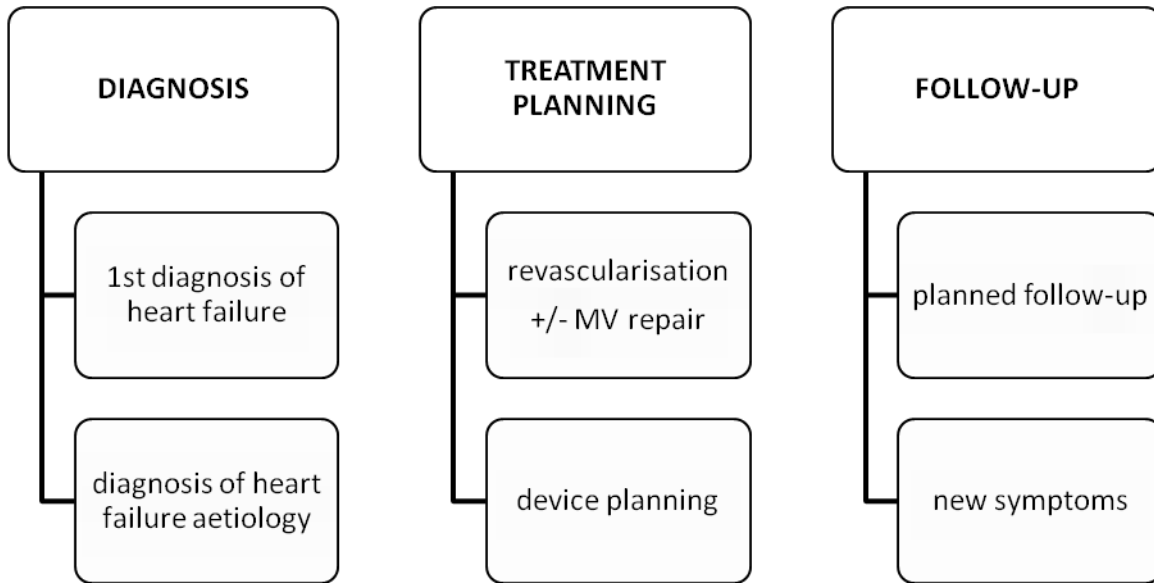 DIAGNOSIS
1st diagnosis of
heart failure
diagnosis of heart
failure aetiology
TREATMENT
PLANNING
revascularisation
+/- MV repair
device planning
FOLLOW-UP
planned follow-up
new symptoms